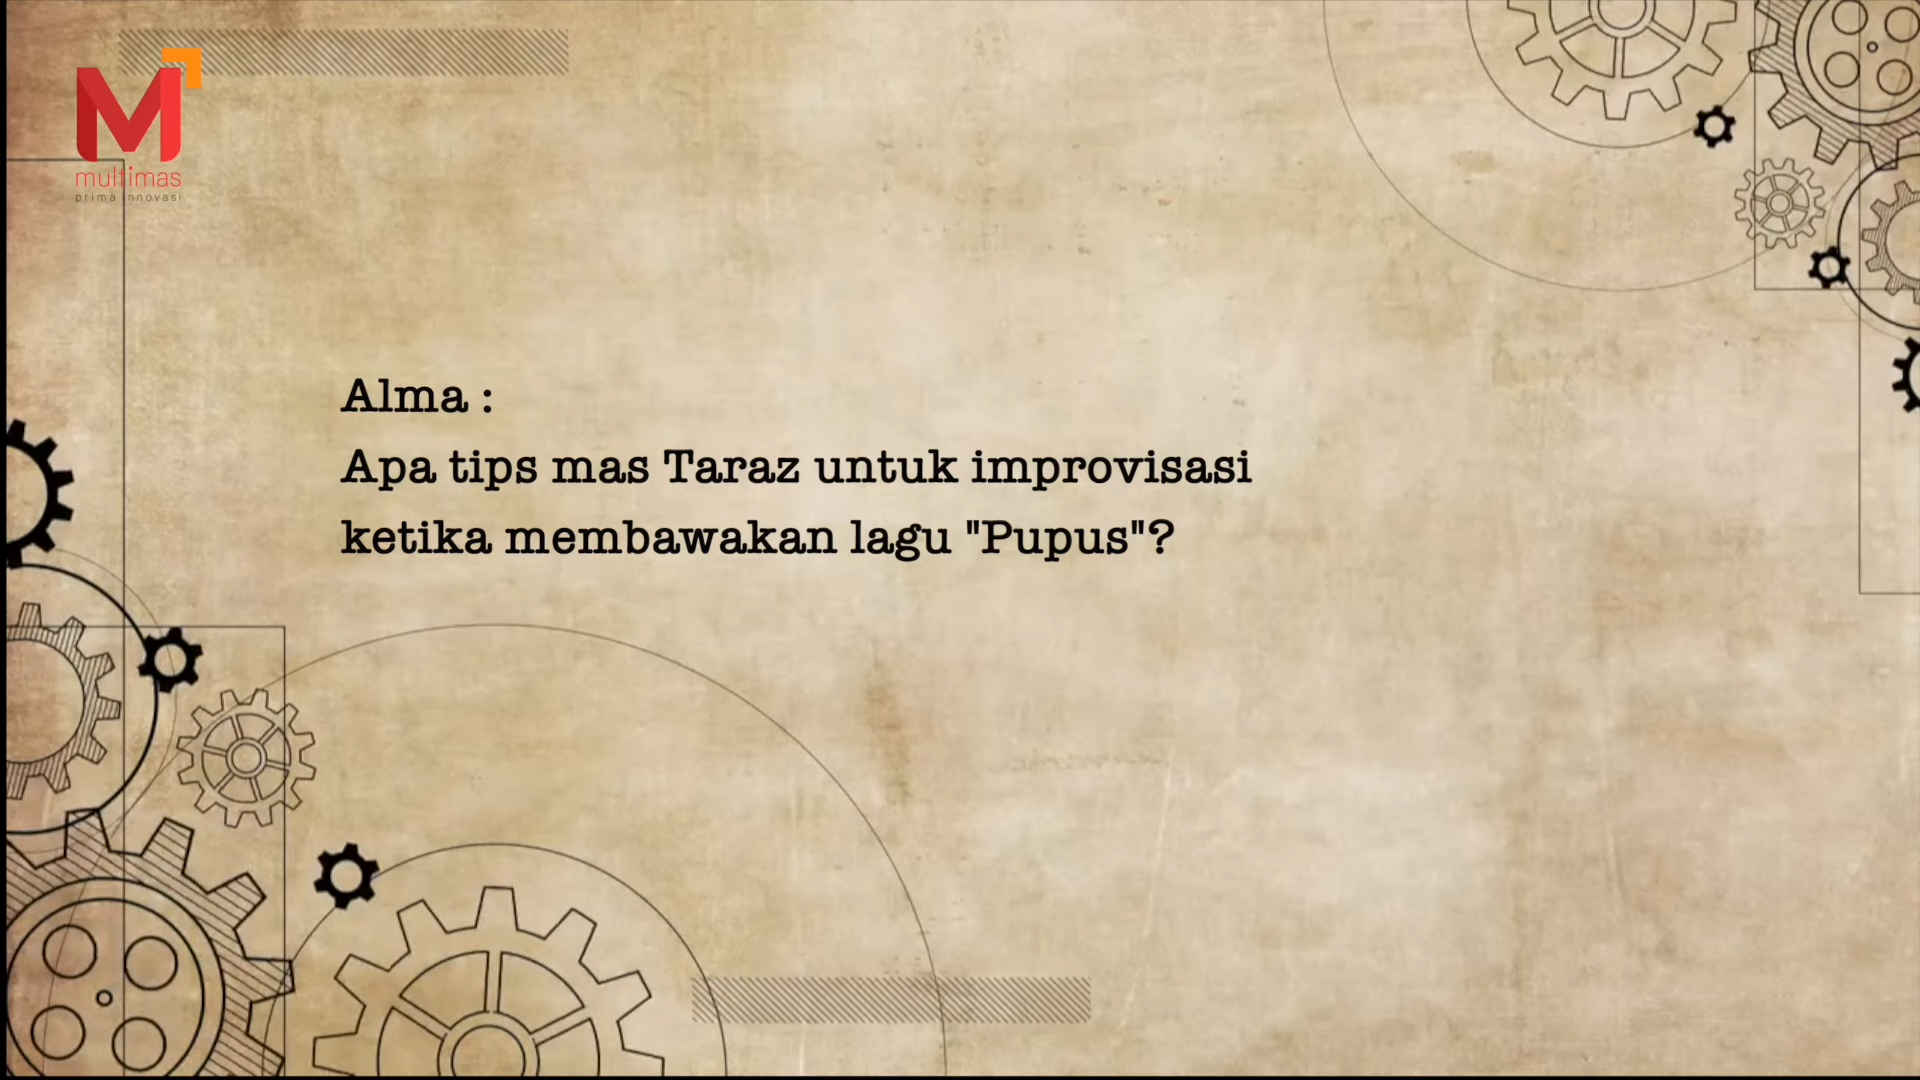 multimas
prima innovasi
Alma :
Apa tips mas Taraz untuk improvisasi
ketika membawakan lagu "Pupus"?